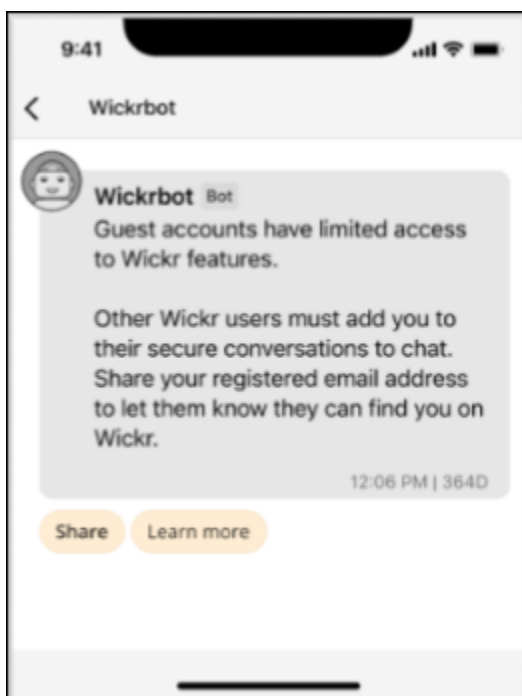 9:41
Wickrbot
Wickrbot Bot
Guest accounts have limited access
to Wickr features.
Other Wickr users must add you to
their secure conversations to chat.
Share your registered email address
to let them know they can find you on
Wickr.
12:06 PM | 364D
Share Learn more